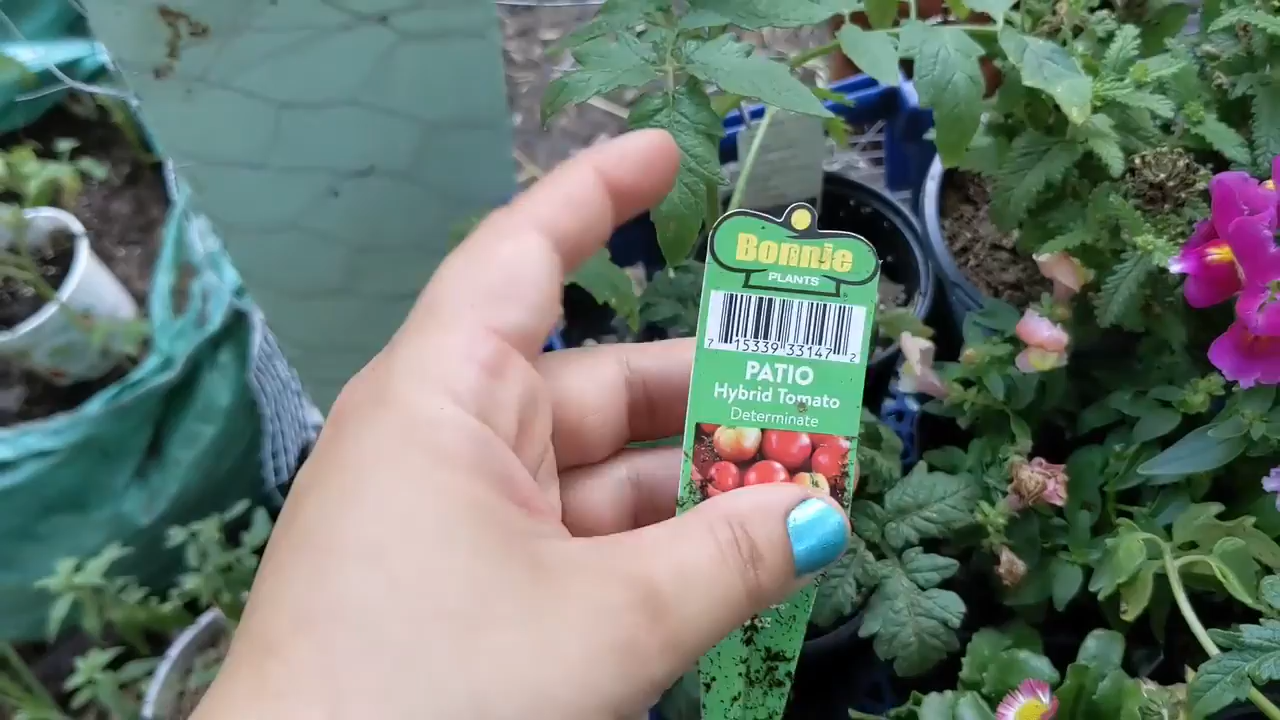 Bonnie
PLANTS
7 15339 33147 2
PATIO
Hybrid Tomato
Determinate